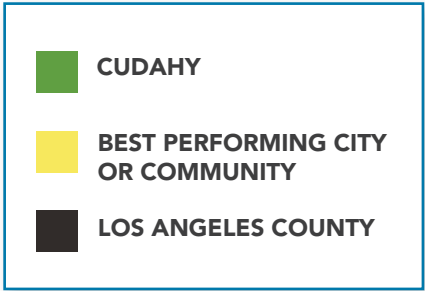 CUDAHY
BEST PERFORMING CITY
OR COMMUNITY
LOS ANGELES COUNTY